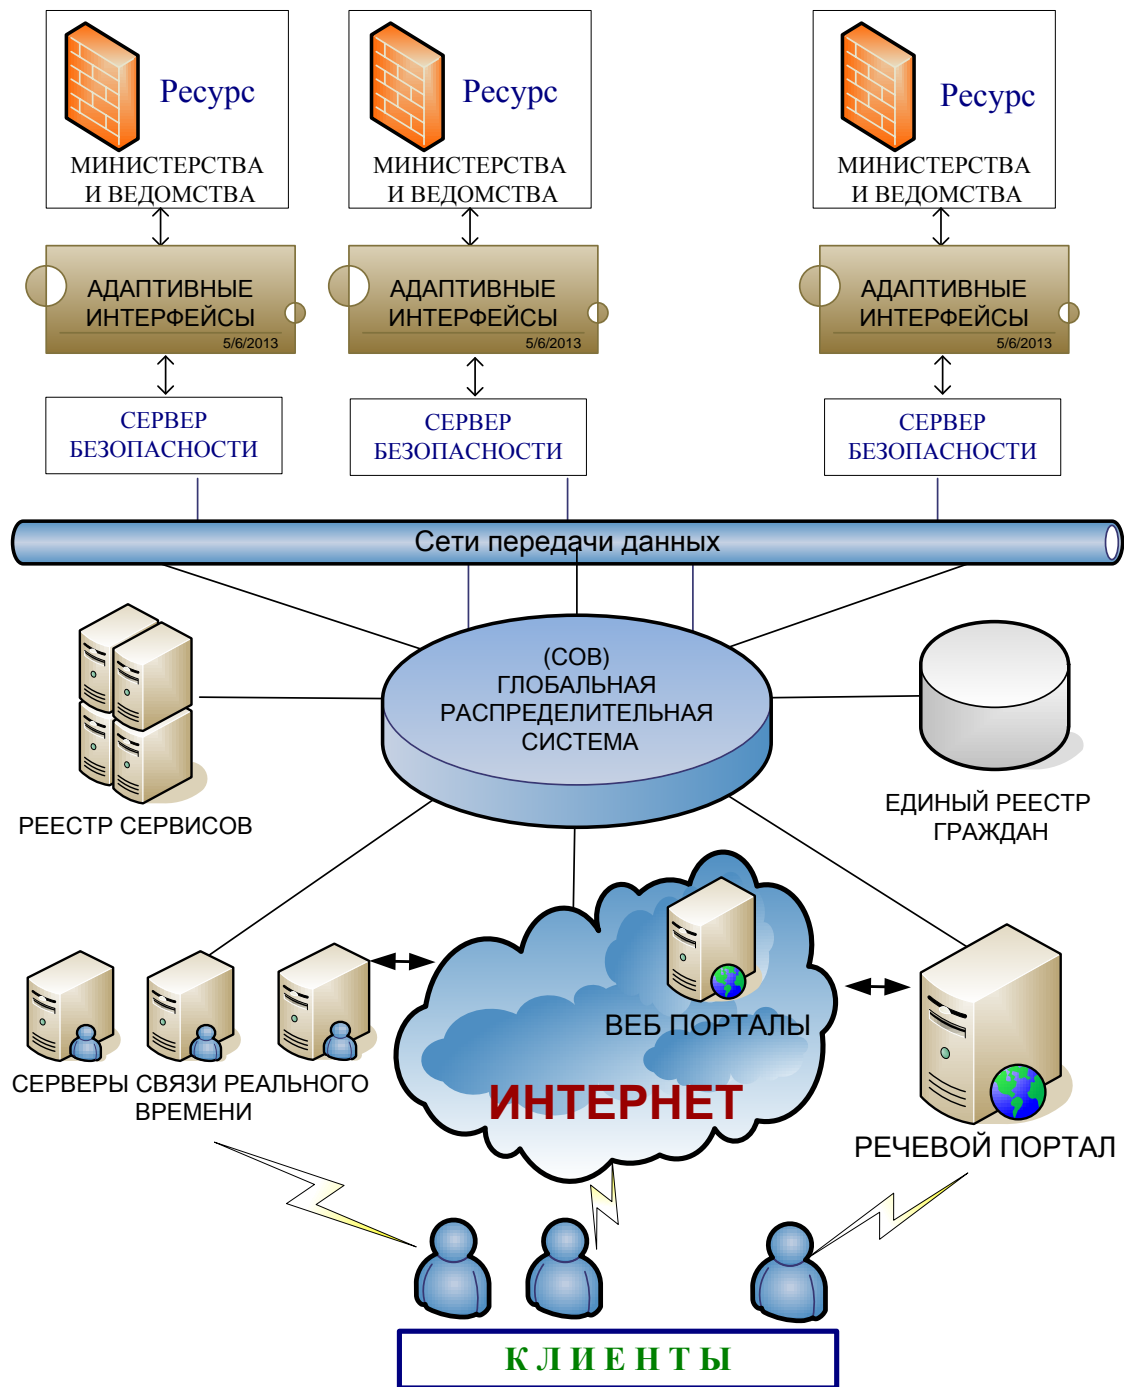 Ресурс
МИНИСТЕРСТВА
И ВЕДОМСТВА
Ресурс
МИНИСТЕРСТВА
И ВЕДОМСТВА
Ресурс
МИНИСТЕРСТВА
И ВЕДОМСТВА
АДАПТИВНЫЕ
ИНТЕРФЕЙСЫ
5/6/2013
АДАПТИВНЫЕ
ИНТЕРФЕЙСЫ
5/6/2013
АДАПТИВНЫЕ
ИНТЕРФЕЙСЫ
5/6/2013
СЕРВЕР
БЕЗОПАСНОСТИ
СЕРВЕР
БЕЗОПАСНОСТИ
СЕРВЕР
БЕЗОПАСНОСТИ
Сети передачи данных
(СОВ)
ГЛОБАЛЬНАЯ
РАСПРЕДЕЛИТЕЛЬНАЯ
СИСТЕМА
РЕЕСТР СЕРВИСОВ
ЕДИНЫЙ РЕЕСТР
ГРАЖДАН
ВЕБ ПОРТАЛЫ
ИНТЕРНЕТ
СЕРВЕРЫ СВЯЗИ РЕАЛЬНОГО
ВРЕМЕНИ
РЕЧЕВОЙ ПОРТАЛ
К Л И Е Н Т Ы